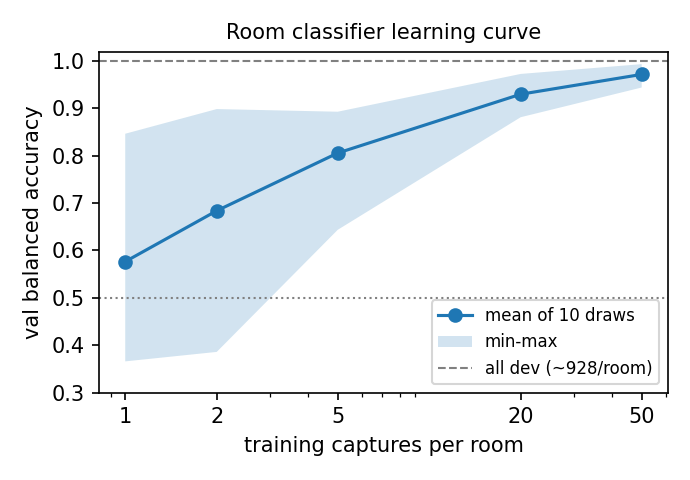 Room classifier learning curve
val balanced accuracy
1.0
0.9
0.8
0.7
0.6
0.5
0.4
0.3
mean of 10 draws
min-max
all dev (~928/room)
1 2 5 20 50
training captures per room